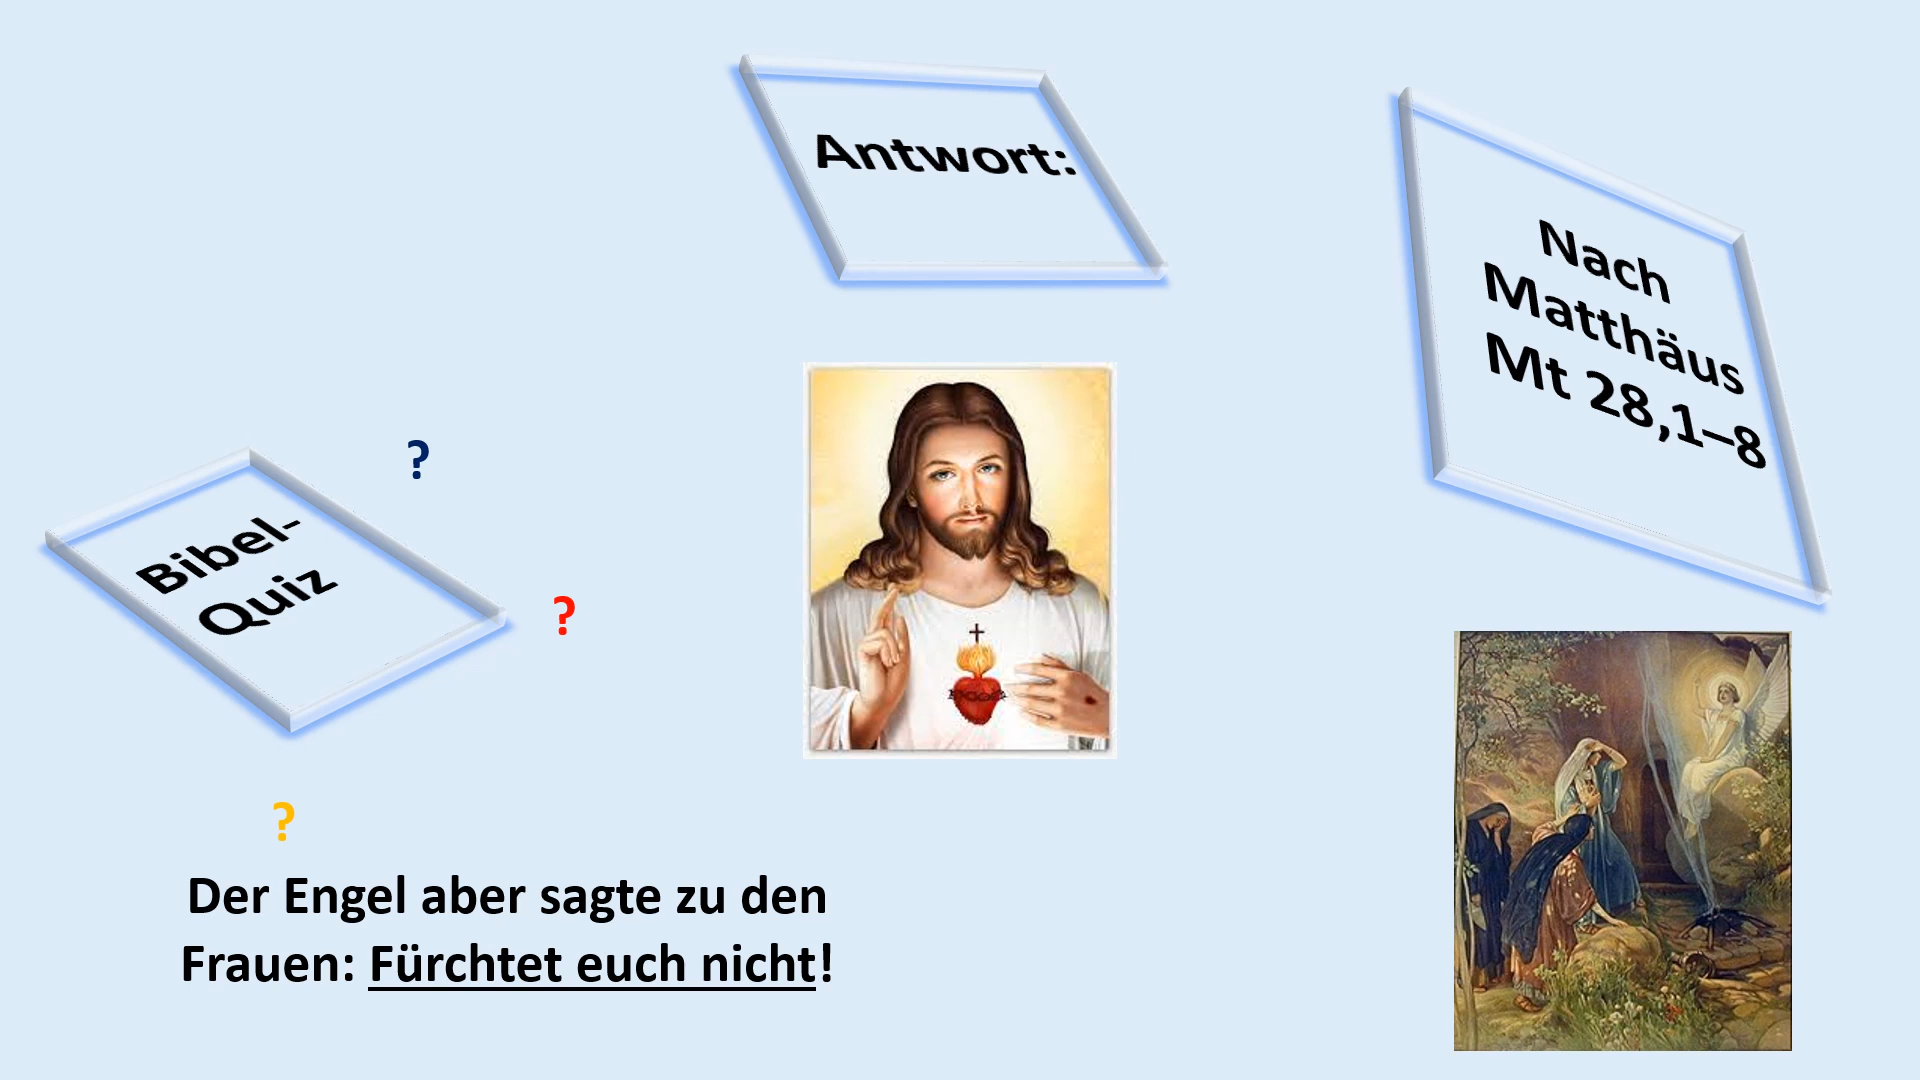 Antwort:
Nach
Matthäus
Mt 28,1–8
Bibel-
Quiz
?
?
?
Der Engel aber sagte zu den
Frauen: Fürchtet euch nicht!